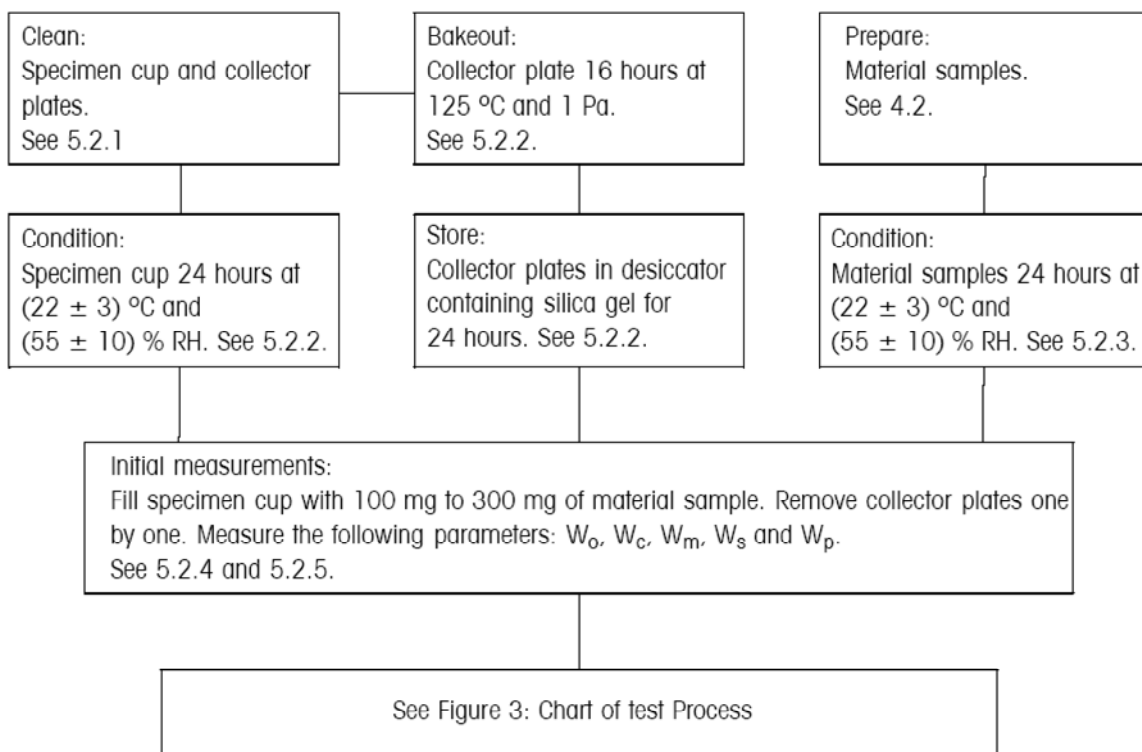 Clean:
Specimen cup and collector
plates.
See 5.2.1
Bakeout:
Collector plate 16 hours at
125 ºC and 1 Pa.
See 5.2.2.
Prepare:
Material samples.
See 4.2.
Condition:
Specimen cup 24 hours at
(22 ± 3) ºC and
(55 ± 10) % RH. See 5.2.2.
Store:
Collector plates in desiccator
containing silica gel for
24 hours. See 5.2.2.
Condition:
Material samples 24 hours at
(22 ± 3) ºC and
(55 ± 10) % RH. See 5.2.3.
Initial measurements:
Fill specimen cup with 100 mg to 300 mg of material sample. Remove collector plates one
by one. Measure the following parameters: Wo, Wc, Wm, Ws and Wp.
See 5.2.4 and 5.2.5.
See Figure 3: Chart of test Process